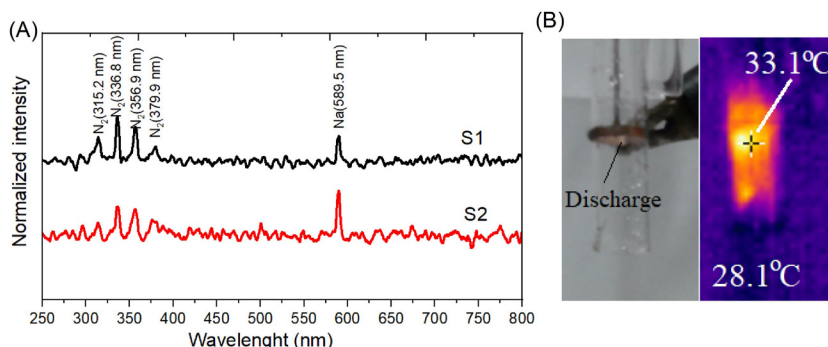 (A)
Normalized intensity
N2(315.2 nm)
N2(336.8 nm)
N2(356.9 nm)
N2(379.9 nm)
Na(589.5 nm)
S1
S2
250 300 350 400 450 500 550 600 650 700 750 800
Wavelenght (nm)
(B)
Discharge
33.1ºC
28.1ºC